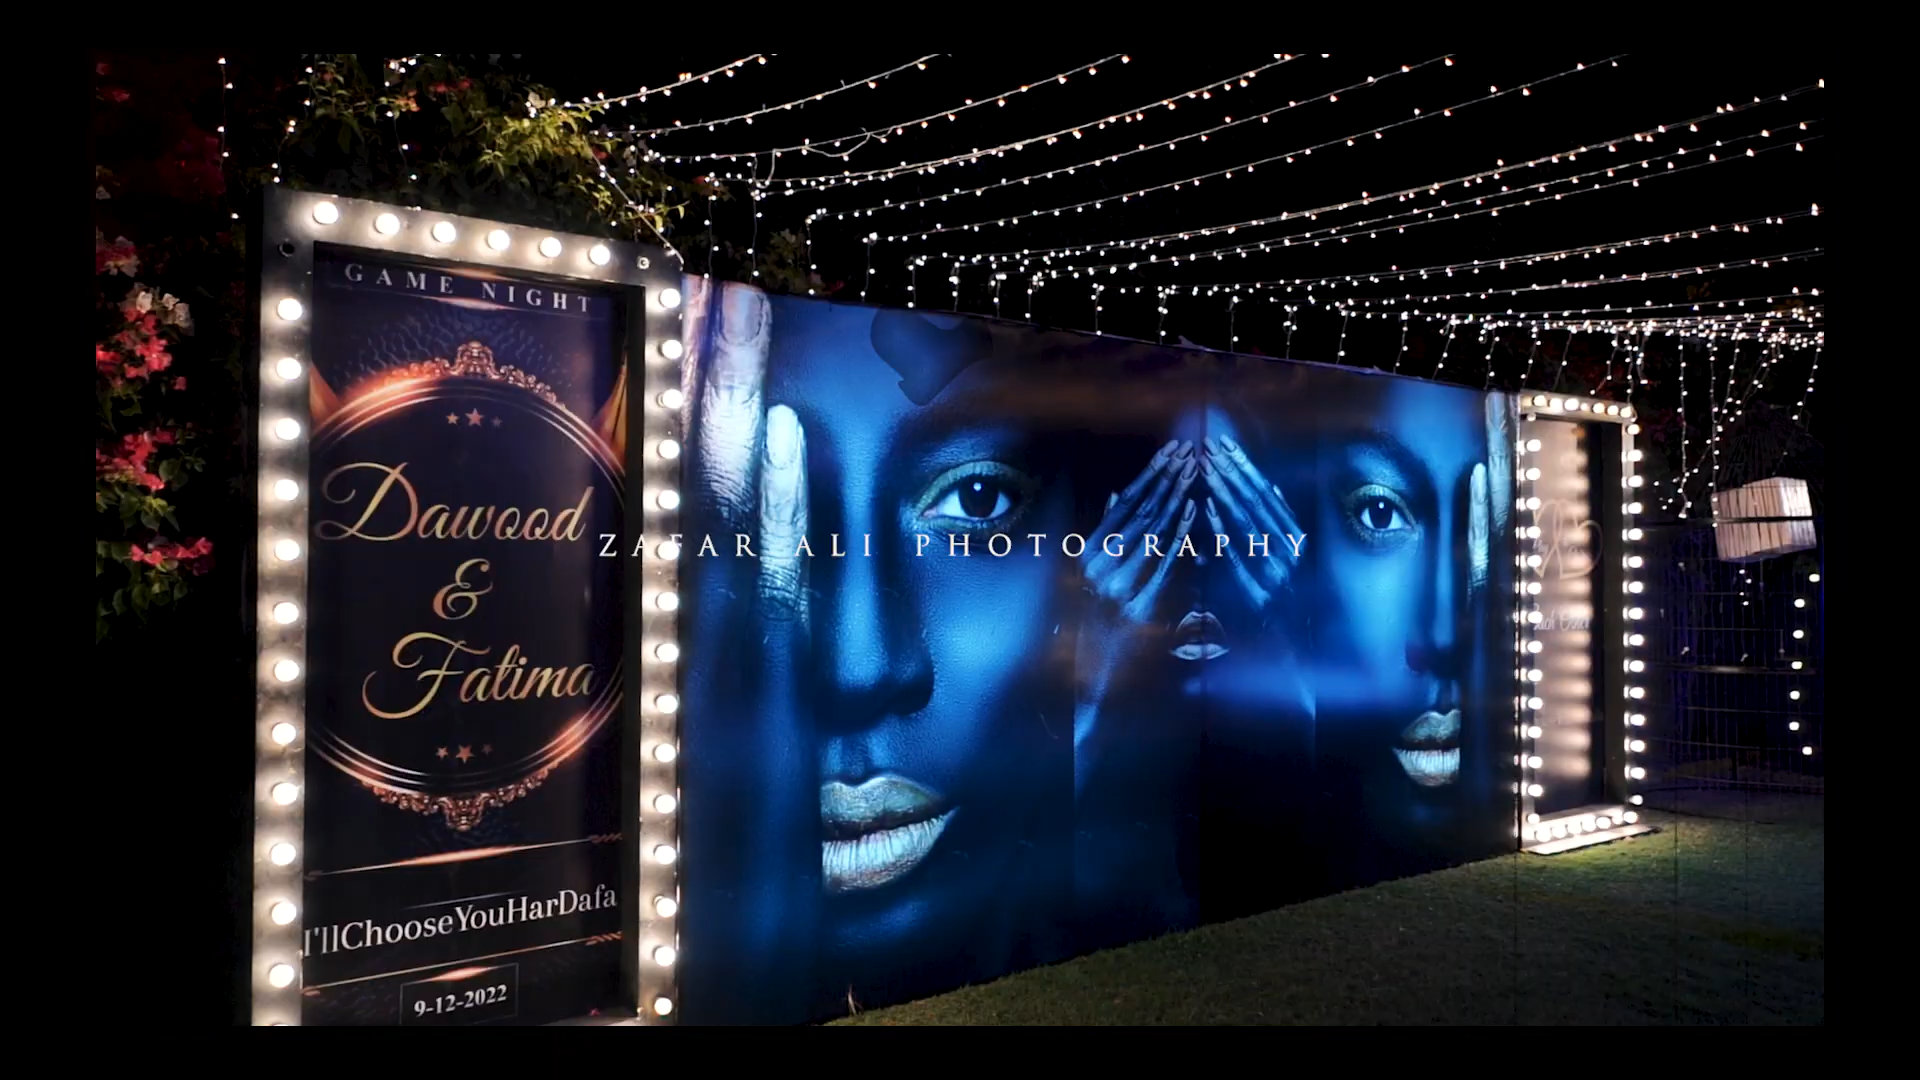 GAME NIGHT
Dawood
&
Fatima
I'llChooseYouHarDafa
9-12-2022
ZAFAR ALI PHOTOGRAPHY